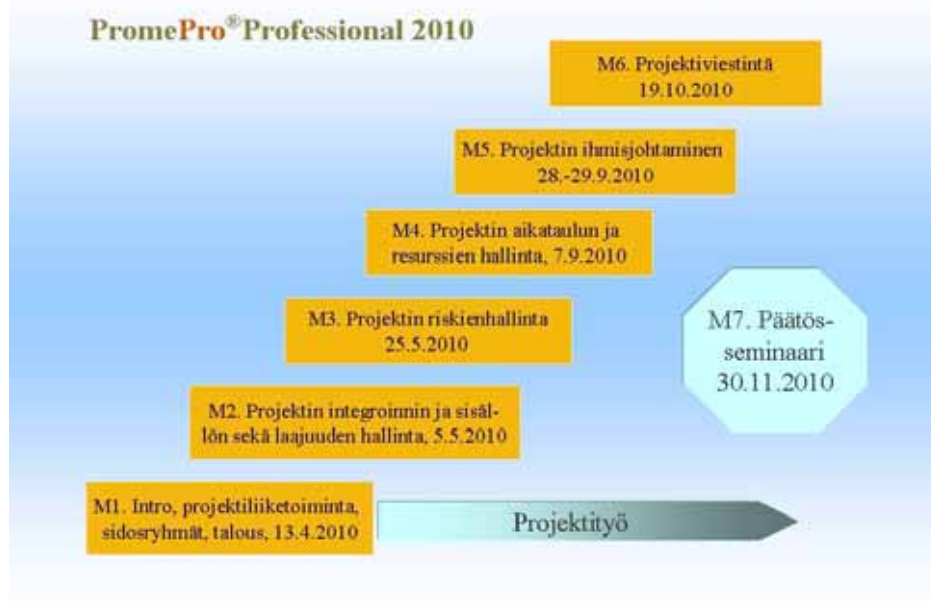 PromePro®Professional 2010
M6. Projektiviestintä
19.10.2010
M5. Projektin ihmisjohtaminen
28.-29.9.2010
M4. Projektin aikataulun ja
resurssien hallinta, 7.9.2010
M3. Projektin riskienhallinta
25.5.2010
M7. Päätös-
seminaari
30.11.2010
M2. Projektin integroinnin ja sisäl-
lön sekä laajuuden hallinta, 5.5.2010
M1. Intro, projektiliiketoiminta,
sidosryhmät, talous, 13.4.2010
Projektityö